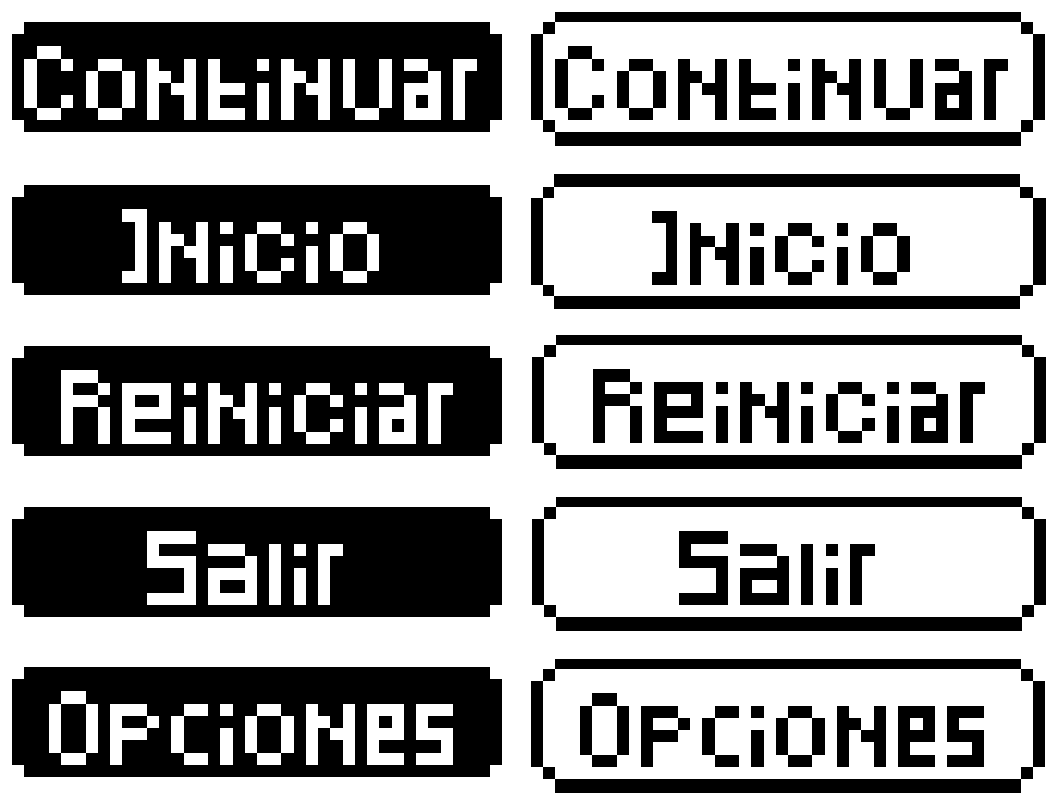 Continuar Continuar
Inicio Inicio
Reiniciar Reiniciar
Salir Salir
Opciones Opciones